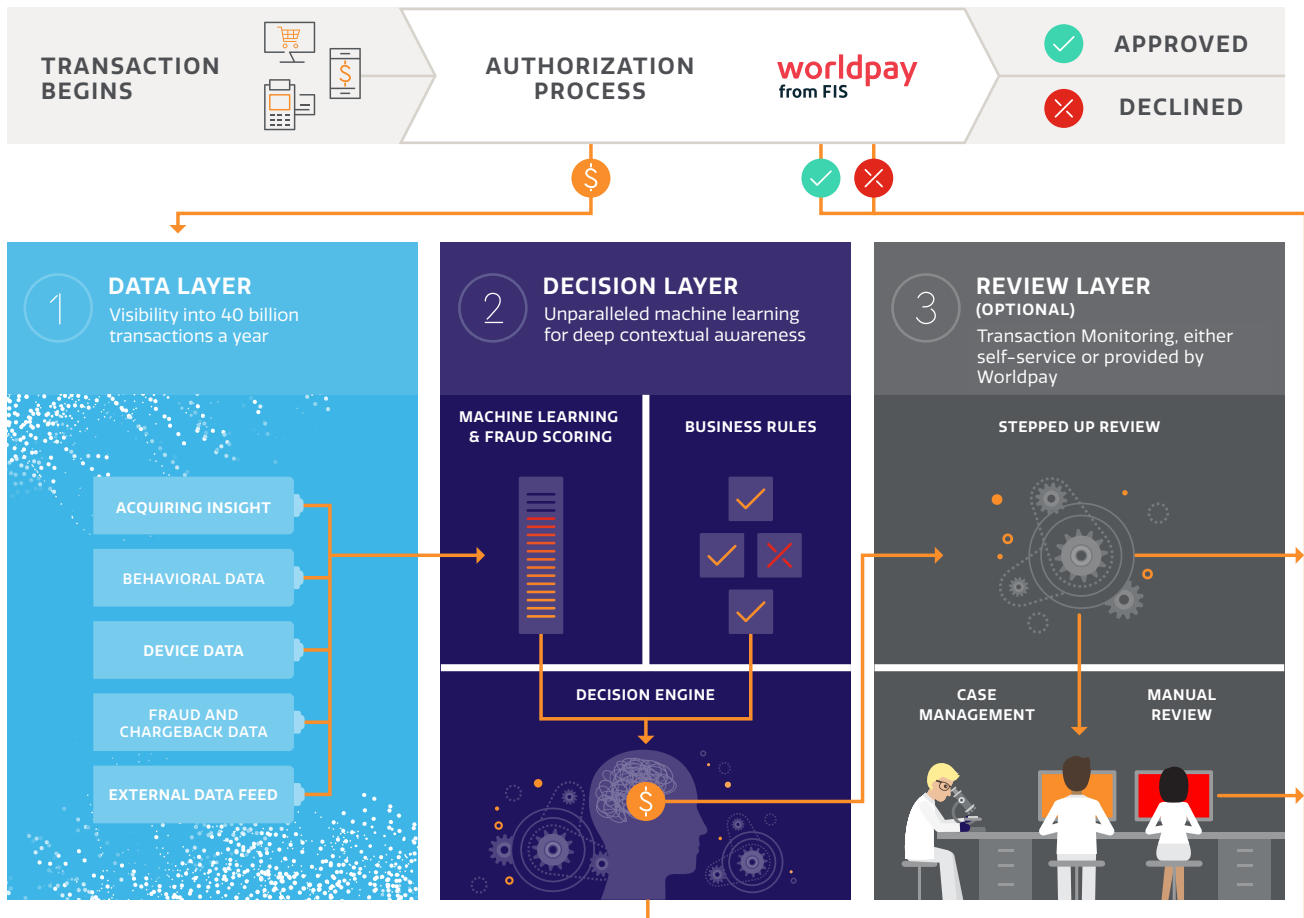 TRANSACTION
BEGINS
$
AUTHORIZATION
PROCESS
worldpay
from FIS
APPROVED
DECLINED
$
1
DATA LAYER
Visibility into 40 billion
transactions a year
ACQUIRING INSIGHT
BEHAVIORAL DATA
DEVICE DATA
FRAUD AND
CHARGEBACK DATA
EXTERNAL DATA FEED
2
DECISION LAYER
Unparalleled machine learning
for deep contextual awareness
MACHINE LEARNING
& FRAUD SCORING
BUSINESS RULES
DECISION ENGINE
$
3
REVIEW LAYER
(OPTIONAL)
Transaction Monitoring, either
self-service or provided by
Worldpay
STEPPED UP REVIEW
CASE
MANAGEMENT
MANUAL
REVIEW